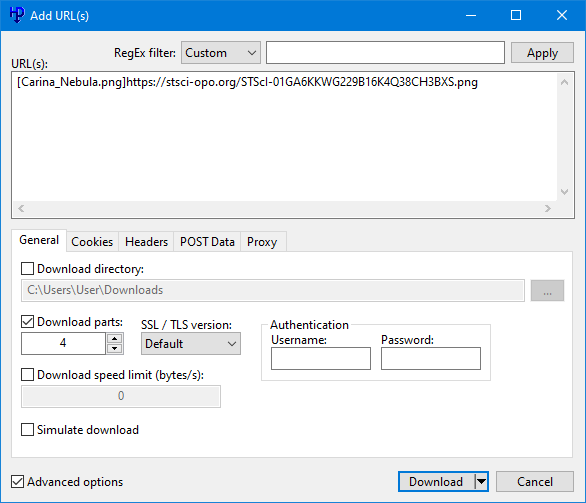 Add URL(s)
RegEx filter: Custom Apply
URL(s):
[Carina_Nebula.png]https://stsci-opo.org/STScI-01GA6KKWG229B16K4Q38CH3BXS.png
General Cookies Headers POST Data Proxy
Download directory:
C:\Users\User\Downloads ...
Download parts: SSL / TLS version: Authentication
Username: Password:
4 Default
Download speed limit (bytes/s):
0
Simulate download
Advanced options Download Cancel